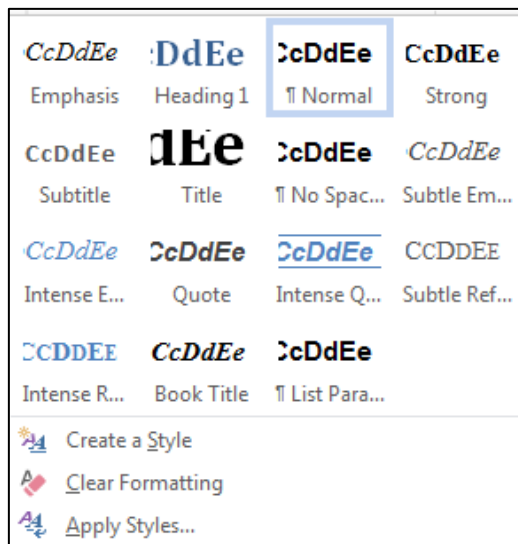 CcDdEe :DdEe CcDdEe CcDdEe
Emphasis Heading 1 ¶ Normal Strong
CcDdEe dEe CcDdEe CcDdEe
Subtitle Title ¶ No Spac... Subtle Em...
CcDdEe CcDdEe CcDdEe CCDDEE
Intense E... Quote Intense Q... Subtle Ref...
CCDDEE CcDdEe CcDdEe
Intense R... Book Title ¶ List Para...
Create a Style
Clear Formatting
Apply Styles...